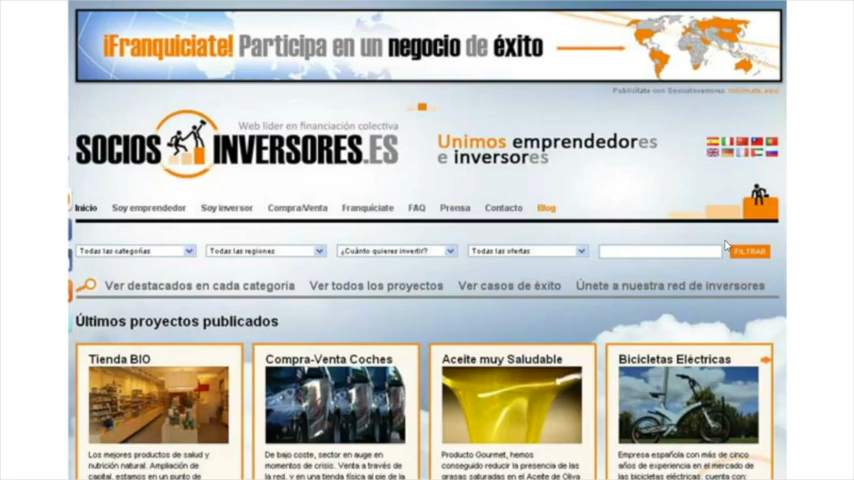 ¡Franquiciate! Participa en un negocio de éxito
Publicítate con SociosInversores: infórmate aquí
Web líder en financiación colectiva
SOCIOS INVERSORES.ES
Unimos emprendedores
e inversores
Inicio Soy emprendedor Soy inversor Compra/Venta Franquíciate FAQ Prensa Contacto Blog
Todas las categorías Todas las regiones ¿Cuánto quieres invertir? Todas las ofertas FILTRAR
Ver destacados en cada categoría Ver todos los proyectos Ver casos de éxito Únete a nuestra red de inversores
Últimos proyectos publicados
Tienda BIO
Los mejores productos de salud y
nutrición natural. Ampliación de
capital, estamos en un punto de
Compra-Venta Coches
De bajo coste, sector en auge en
momentos de crisis. Venta a través de
la red, y en una tienda física al pie de la
Aceite muy Saludable
Producto Gourmet, hemos
conseguido reducir la presencia de las
grasas saturadas en el Aceite de Oliva
Bicicletas Eléctricas
Empresa española con más de cinco
años de experiencia en el mercado de
las bicicletas eléctricas, cuenta con: